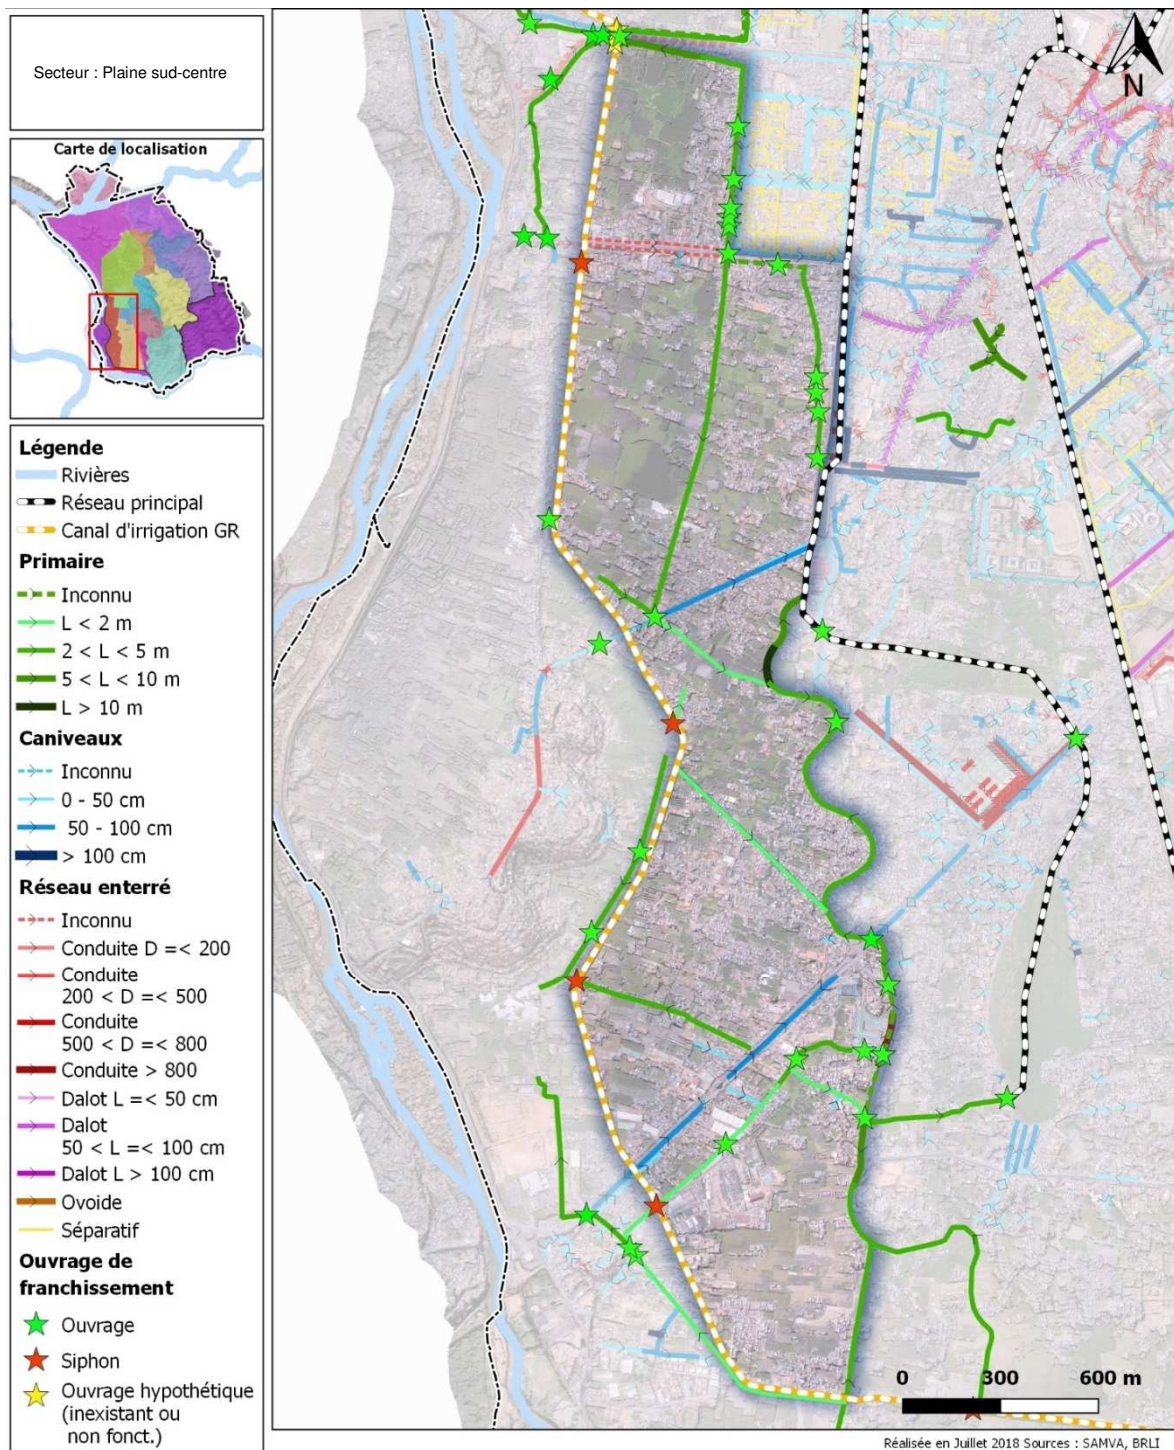 Secteur : Plaine sud-centre
Carte de localisation
Légende
Rivières
Réseau principal
Canal d'irrigation GR
Primaire
Inconnu
L < 2 m
2 < L < 5 m
5 < L < 10 m
L > 10 m
Caniveaux
Inconnu
0 - 50 cm
50 - 100 cm
> 100 cm
Réseau enterré
Inconnu
Conduite D =< 200
Conduite
200 < D =< 500
Conduite
500 < D =< 800
Conduite > 800
Dalot L =< 50 cm
Dalot
50 < L =< 100 cm
Dalot L > 100 cm
Ovoide
Séparatif
Ouvrage de
franchissement
Ouvrage
Siphon
Ouvrage hypothétique
(inexistant ou
non fonct.)
N
0 300 600 m
Réalisée en Juillet 2018 Sources : SAMVA, BRLI